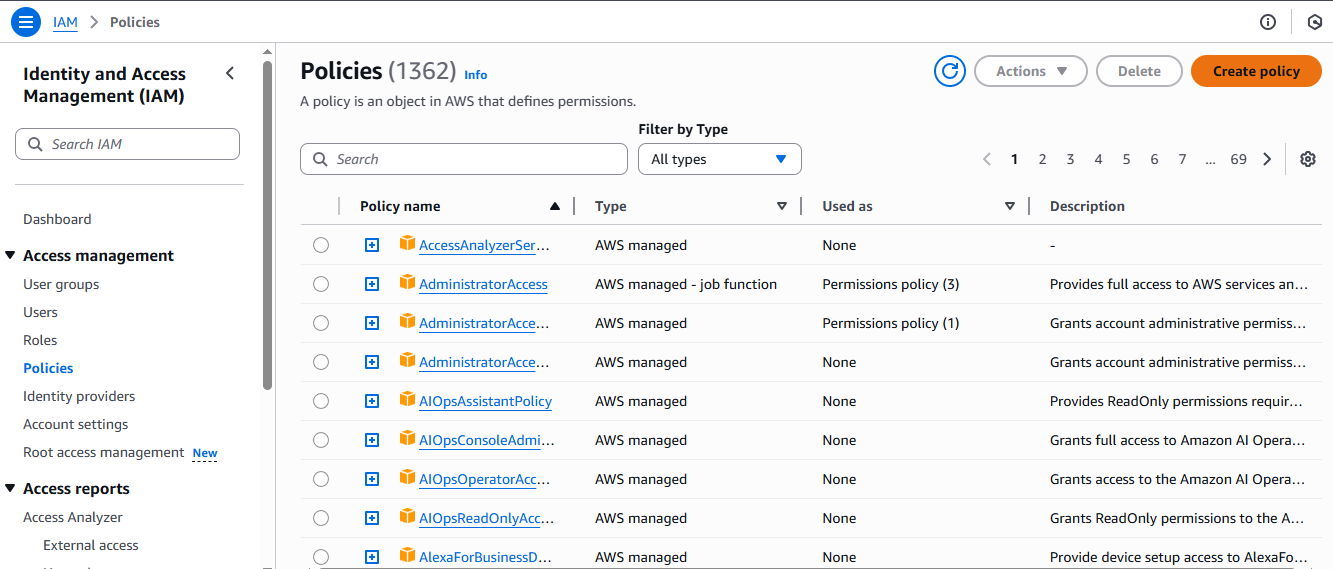 IAM > Policies
Identity and Access
Management (IAM)
Search IAM
Dashboard
Access management
User groups
Users
Roles
Policies
Identity providers
Account settings
Root access management New
Access reports
Access Analyzer
External access
Policies (1362) Info
Actions Delete Create policy
A policy is an object in AWS that defines permissions.
Filter by Type
Search All types 1 2 3 4 5 6 7 ... 69
Policy name Type Used as Description
AccessAnalyzerSer... AWS managed None -
AdministratorAccess AWS managed - job function Permissions policy (3) Provides full access to AWS services an...
AdministratorAcce... AWS managed Permissions policy (1) Grants account administrative permiss...
AdministratorAcce... AWS managed None Grants account administrative permiss...
AIOpsAssistantPolicy AWS managed None Provides ReadOnly permissions requir...
AIOpsConsoleAdmi... AWS managed None Grants full access to Amazon AI Opera...
AIOpsOperatorAcc... AWS managed None Grants access to the Amazon AI Opera...
AIOpsReadOnlyAcc... AWS managed None Grants ReadOnly permissions to the A...
AlexaForBusinessD... AWS managed None Provide device setup access to AlexaFo...